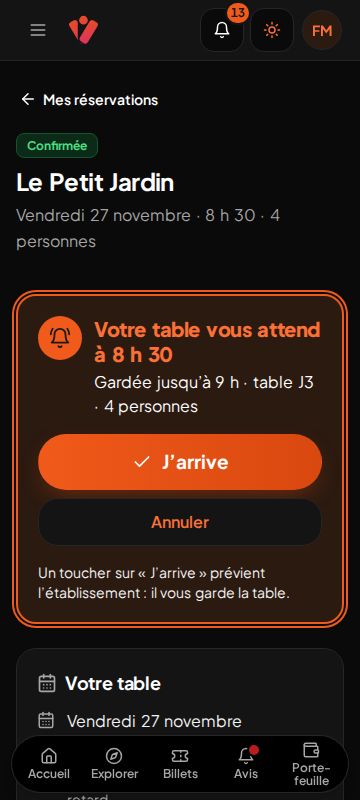 13
FM
Mes réservations
Confirmée
Le Petit Jardin
Vendredi 27 novembre · 8 h 30 · 4
personnes
Votre table vous attend
à 8 h 30
Gardée jusqu’à 9 h · table J3
· 4 personnes
J’arrive
Annuler
Un toucher sur « J’arrive » prévient
l’établissement : il vous garde la table.
Votre table
Vendredi 27 novembre
Accueil
Explorer
Billets
Avis
Porte-
feuille
retard